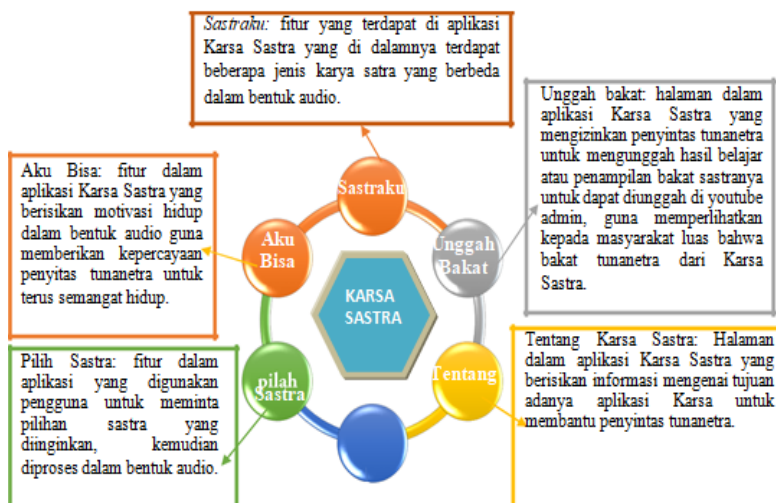 Sastraku: fitur yang terdapat di aplikasi
Karsa Sastra yang di dalamnya terdapat
beberapa jenis karya satra yang berbeda
dalam bentuk audio.
Unggah bakat: halaman dalam
aplikasi Karsa Sastra yang
mengizinkan penyintas tunanetra
untuk mengunggah hasil belajar
atau penampilan bakat sastranya
untuk dapat diunggah di youtube
admin, guna memperlihatkan
kepada masyarakat luas bahwa
bakat tunanetra dari Karsa
Sastra.
Aku Bisa: fitur dalam
aplikasi Karsa Sastra yang
berisikan motivasi hidup
dalam bentuk audio guna
memberikan kepercayaan
penyitas tunanetra untuk
terus semangat hidup.
Sastraku
Aku
Bisa
Unggah
Bakat
KARSA
SASTRA
pilah
Sastra
Tentang
Pilih Sastra: fitur dalam
aplikasi yang digunakan
pengguna untuk meminta
pilihan sastra yang
diinginkan, kemudian
diproses dalam bentuk audio.
Tentang Karsa Sastra: Halaman
dalam aplikasi Karsa Sastra yang
berisikan informasi mengenai tujuan
adanya aplikasi Karsa untuk
membantu penyintas tunanetra.